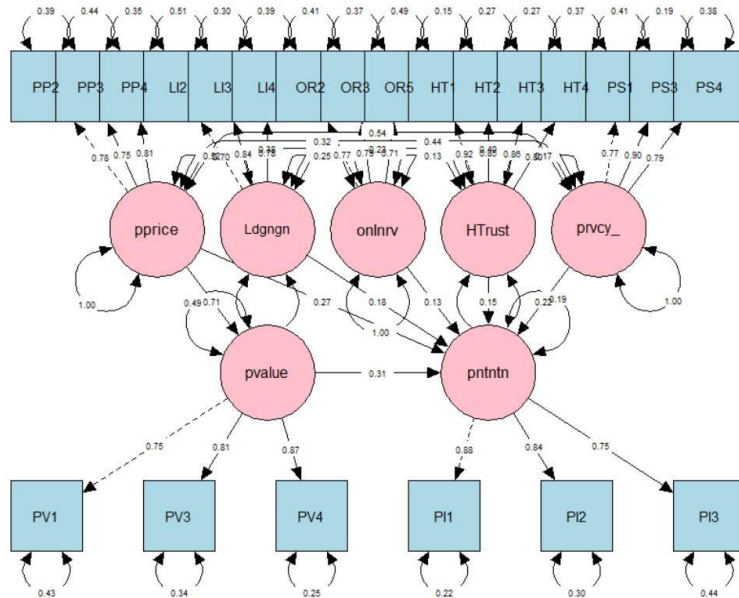 0.39 0.44 0.35 0.51 0.30 0.39 0.41 0.37 0.49 0.15 0.27 0.27 0.37 0.41 0.19 0.38
PP2 PP3 PP4 LI2 LI3 LI4 OR2 OR3 OR5 HT1 HT2 HT3 HT4 PS1 PS3 PS4
0.54
0.32 0.44
0.38
0.78 0.75 0.81 0.70 0.84 0.25 0.77 0.71 0.13 0.92 0.86 0.77 0.90 0.79
pprice Ldgngn onlnrv HTrust prvcy_
1.00 0.49 0.71 0.27 0.18 1.00 0.13 0.15 0.22 0.19 1.00
pvalue 0.31 pntntn
0.75 0.81 0.87 0.88 0.84 0.75
PV1 PV3 PV4 PI1 PI2 PI3
0.43 0.34 0.25 0.22 0.30 0.44